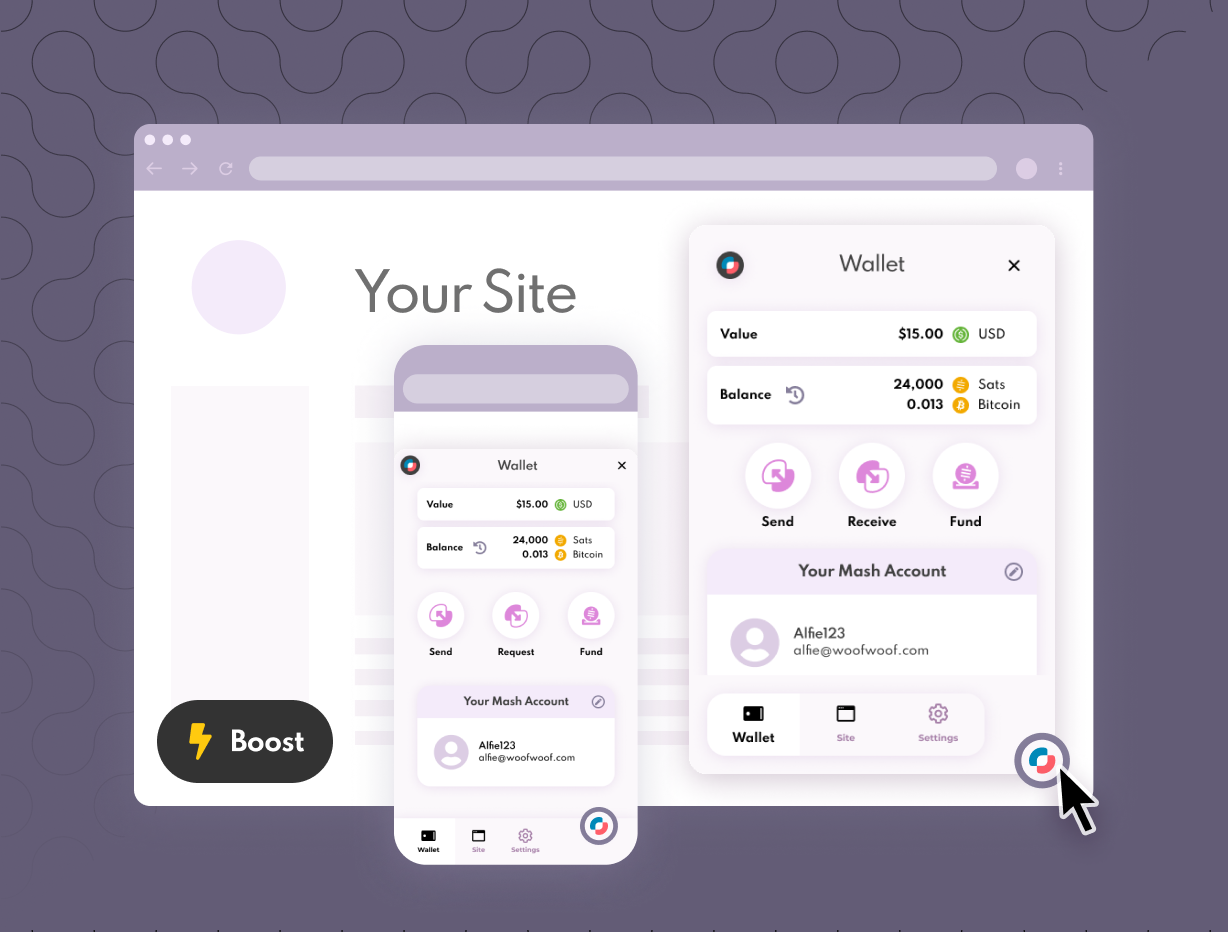 Your Site
Wallet
Value $15.00 USD
Balance 24,000 Sats
0.013 Bitcoin
Send Receive Fund
Your Mash Account
Alfie123
alfie@woofwoof.com
Wallet Site Settings
Wallet
Value $15.00 USD
Balance 24,000 Sats
0.013 Bitcoin
Send Request Fund
Your Mash Account
Alfie123
alfie@woofwoof.com
Wallet Site Settings
Boost